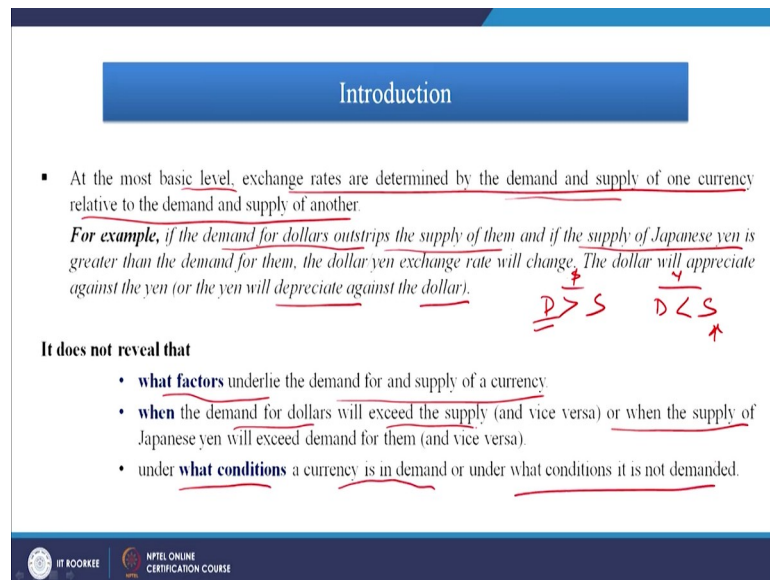 Introduction
▪ At the most basic level, exchange rates are determined by the demand and supply of one currency
relative to the demand and supply of another.
For example, if the demand for dollars outstrips the supply of them and if the supply of Japanese yen is
greater than the demand for them, the dollar yen exchange rate will change. The dollar will appreciate
against the yen (or the yen will depreciate against the dollar).
$ Y
D > S D < S
It does not reveal that
• what factors underlie the demand for and supply of a currency.
• when the demand for dollars will exceed the supply (and vice versa) or when the supply of
Japanese yen will exceed demand for them (and vice versa).
• under what conditions a currency is in demand or under what conditions it is not demanded.
IIT ROORKEE
NPTEL ONLINE
CERTIFICATION COURSE